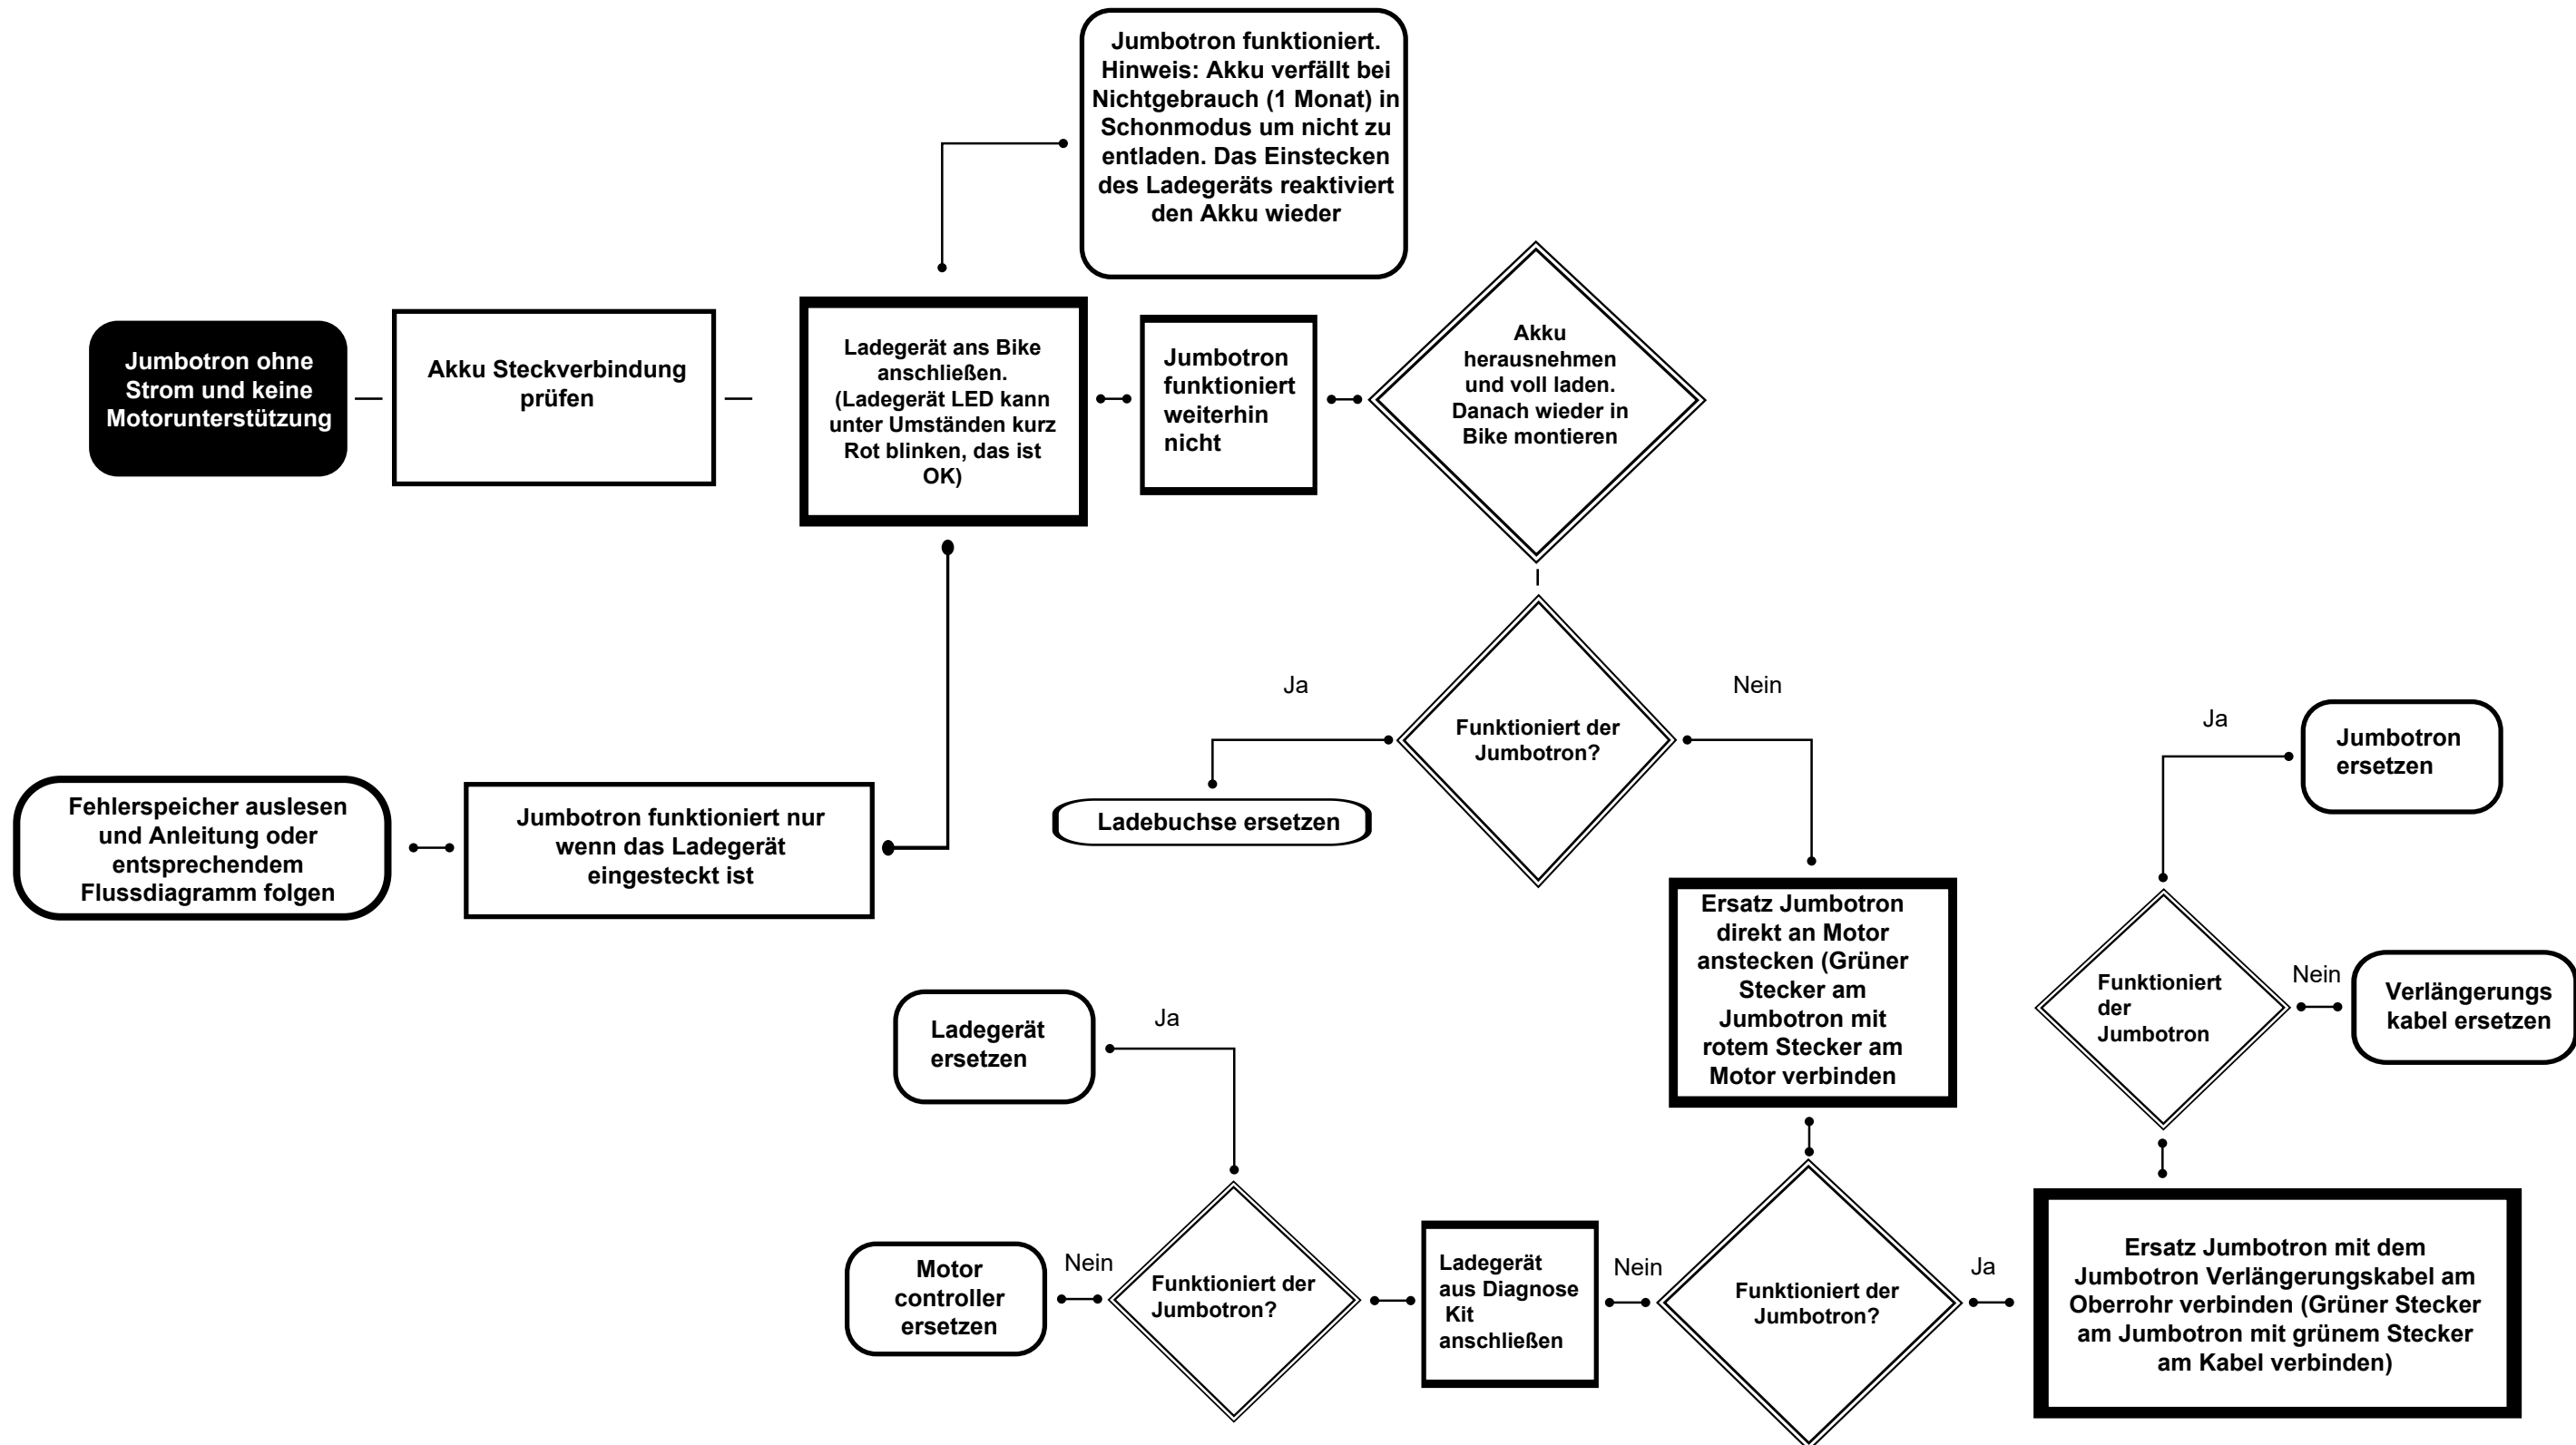 Jumbotron funktioniert.
Hinweis: Akku verfällt bei
Nichtgebrauch (1 Monat) in
Schonmodus um nicht zu
entladen. Das Einstecken
des Ladegeräts reaktiviert
den Akku wieder
Jumbotron ohne
Strom und keine
Motorunterstützung
Akku Steckverbindung
prüfen
Ladegerät ans Bike
anschließen.
(Ladegerät LED kann
unter Umständen kurz
Rot blinken, das ist
OK)
Jumbotron
funktioniert
weiterhin
nicht
Akku
herausnehmen
und voll laden.
Danach wieder in
Bike montieren
Ja
Funktioniert der
Jumbotron?
Nein
Ladebuchse ersetzen
Fehlerspeicher auslesen
und Anleitung oder
entsprechendem
Flussdiagramm folgen
Jumbotron funktioniert nur
wenn das Ladegerät
eingesteckt ist
Ersatz Jumbotron
direkt an Motor
anstecken (Grüner
Stecker am
Jumbotron mit
rotem Stecker am
Motor verbinden
Ja
Jumbotron
ersetzen
Funktioniert
der
Jumbotron
Nein
Verlängerungs
kabel ersetzen
Ladegerät
ersetzen
Ja
Motor
controller
ersetzen
Nein
Funktioniert der
Jumbotron?
Ladegerät
aus Diagnose
Kit
anschließen
Nein
Funktioniert der
Jumbotron?
Ja
Ersatz Jumbotron mit dem
Jumbotron Verlängerungskabel am
Oberrohr verbinden (Grüner Stecker
am Jumbotron mit grünem Stecker
am Kabel verbinden)